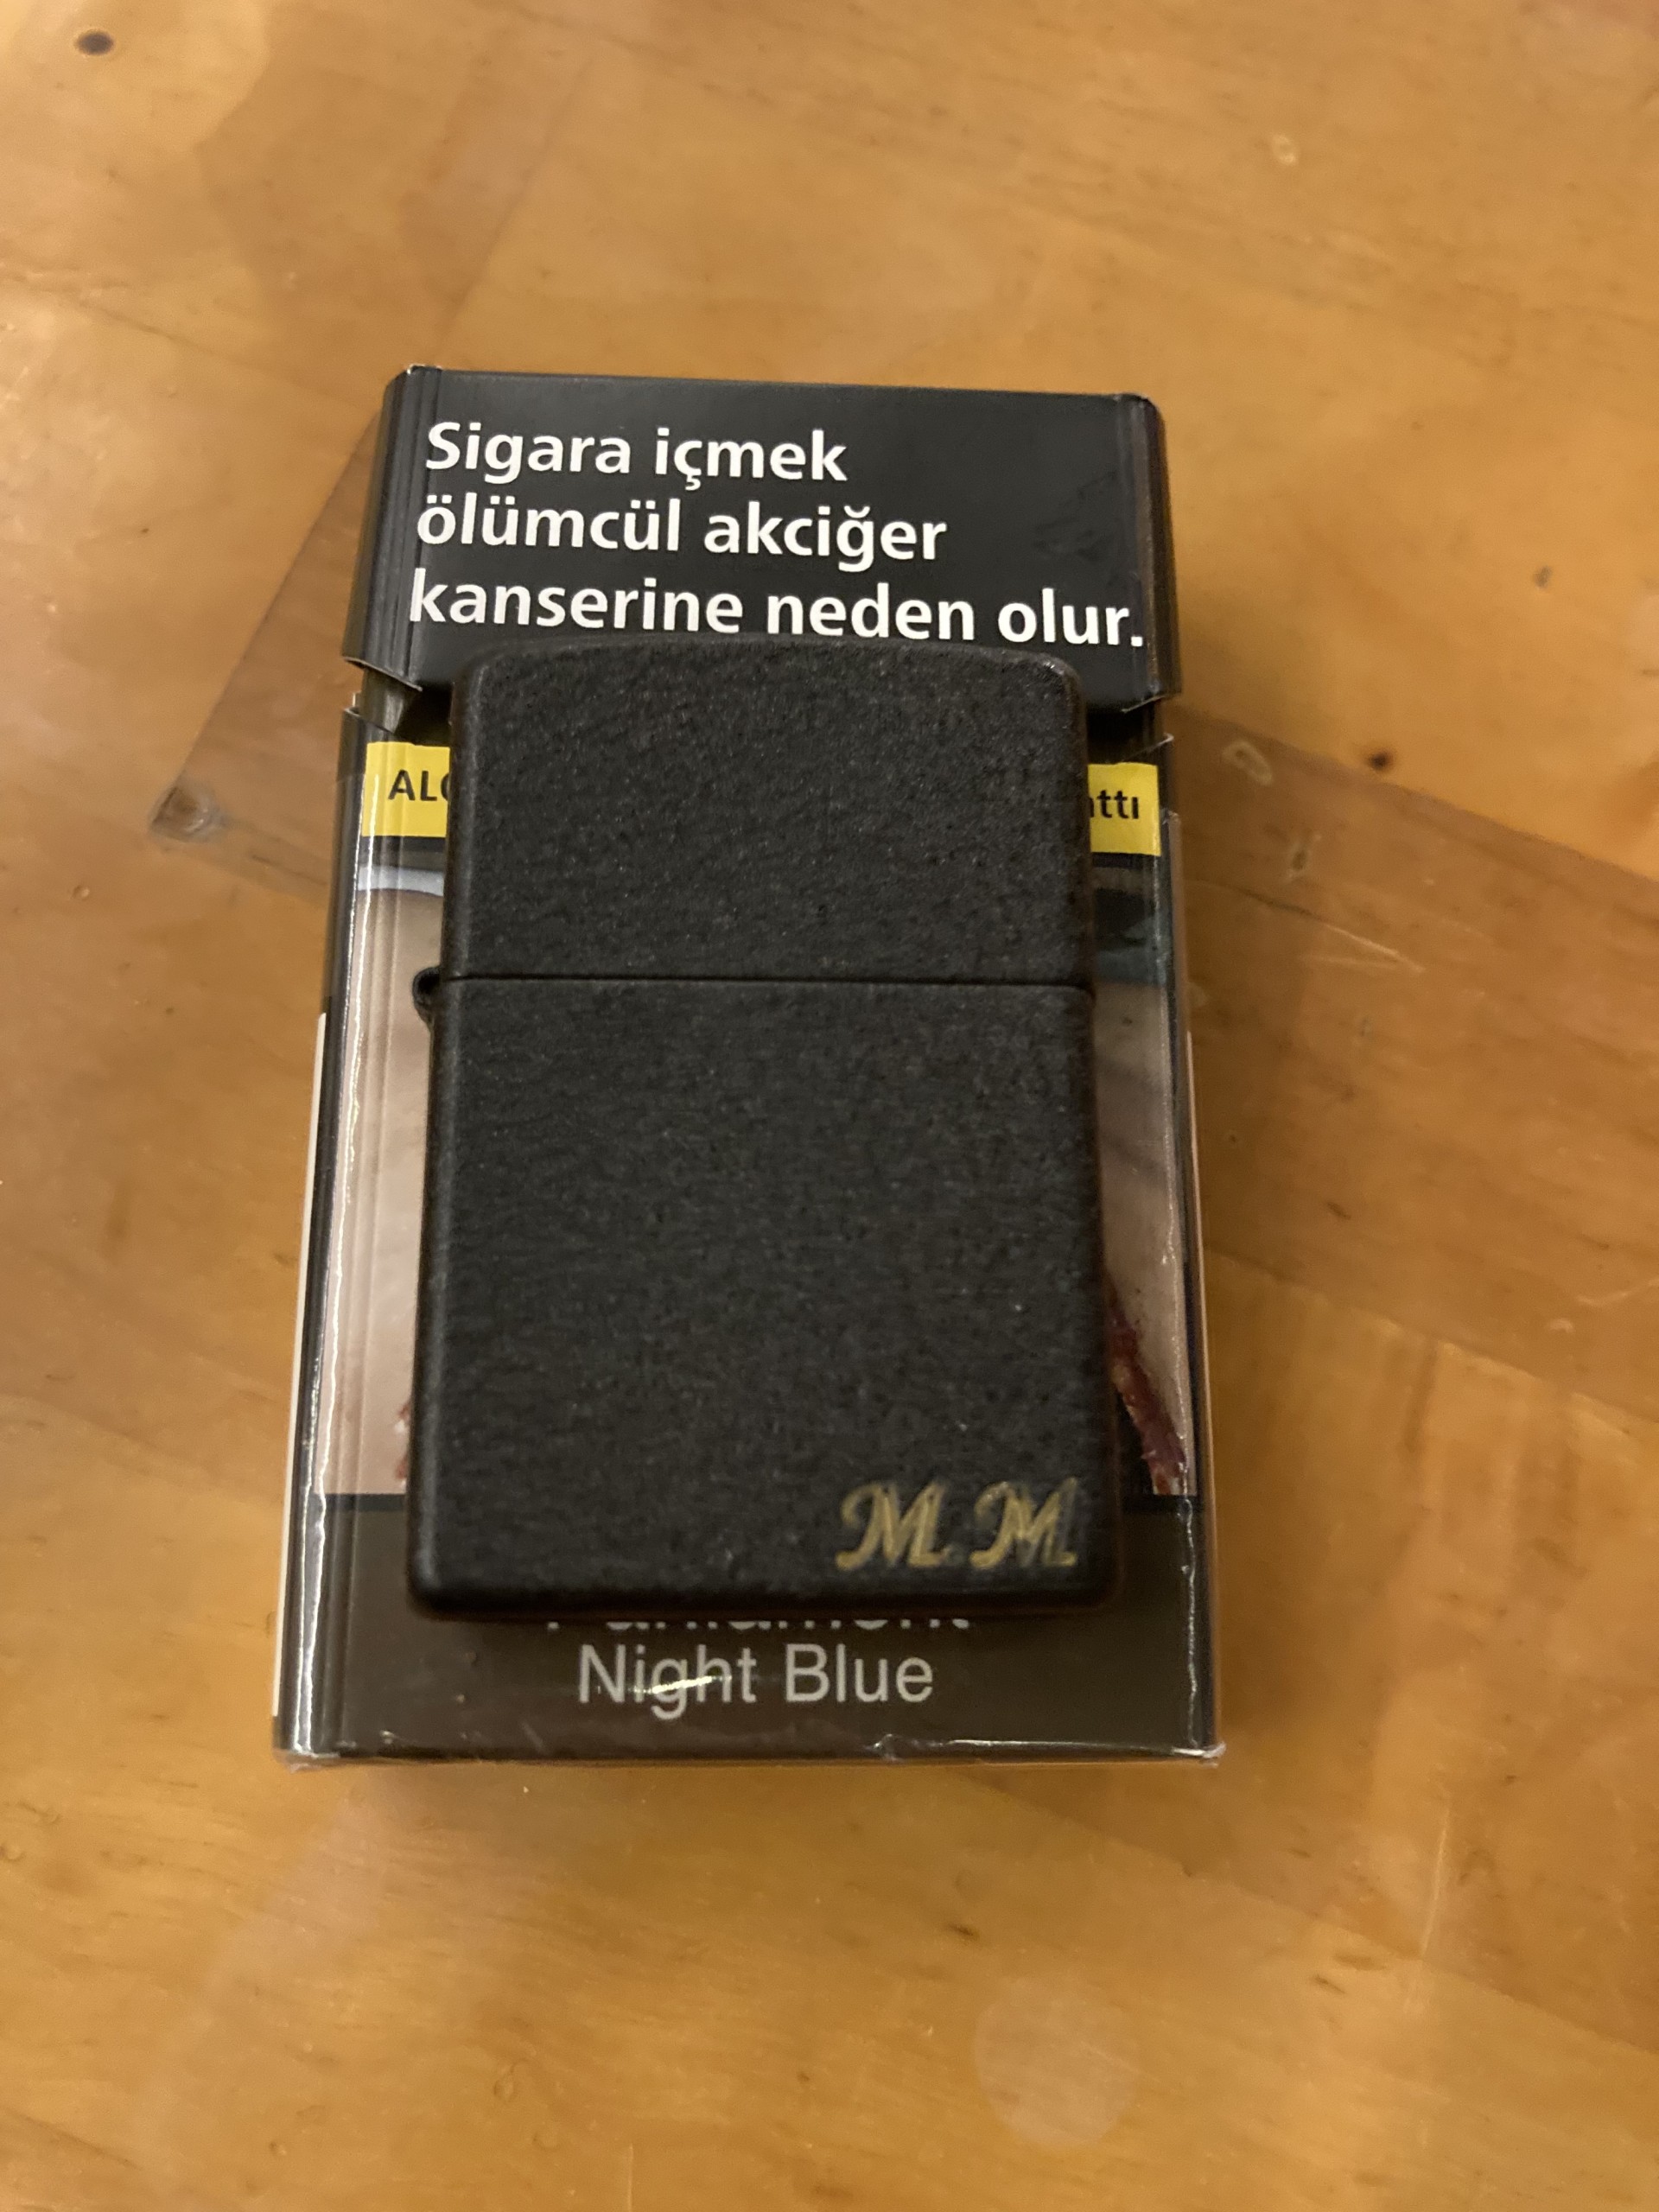 Sigara içmek
ölümcül akciğer
kanserine neden olur.
M.M
Night Blue